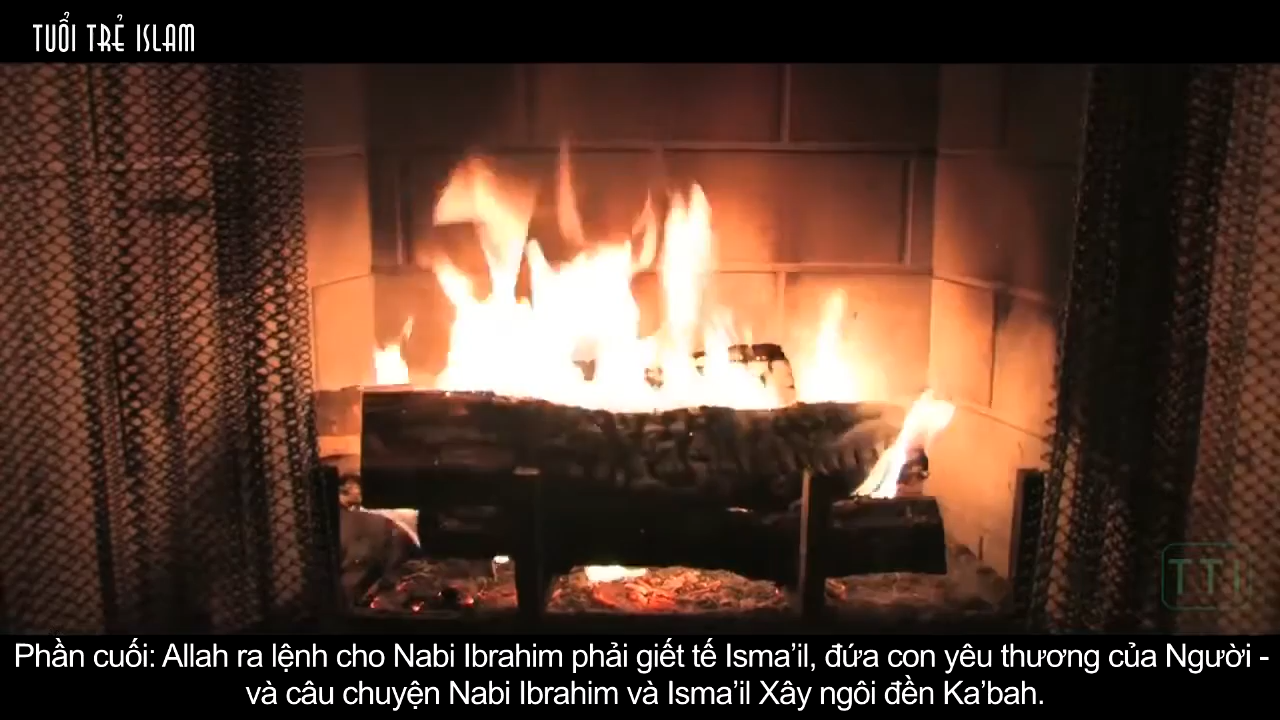 TUỔI TRẺ ISLAM
TTI
Phần cuối: Allah ra lệnh cho Nabi Ibrahim phải giết tế Isma’il, đứa con yêu thương của Người -
và câu chuyện Nabi Ibrahim và Isma’il Xây ngôi đền Ka’bah.